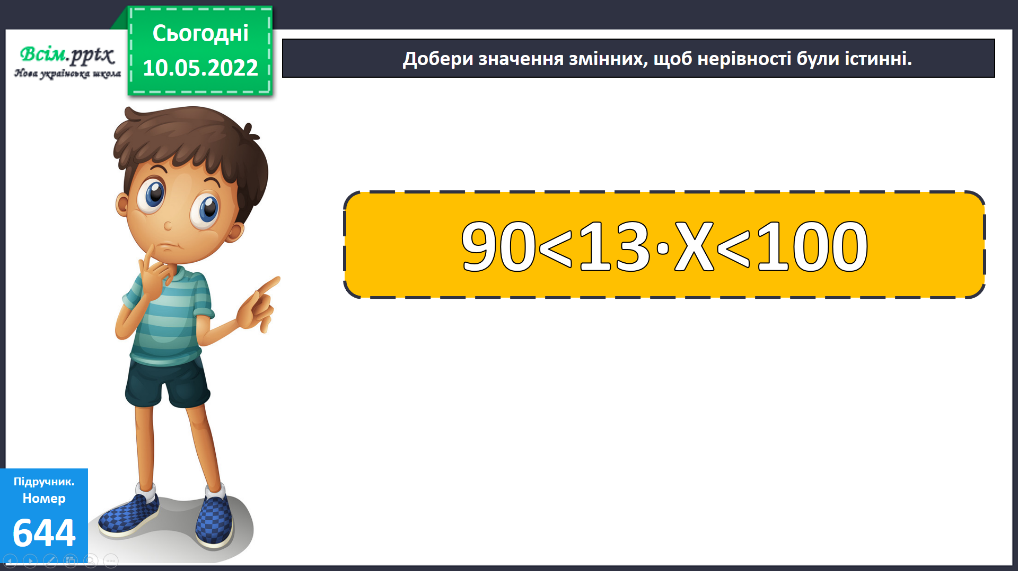 Всім.pptx
Нова українська школа
Сьогодні
10.05.2022
Добери значення змінних, щоб нерівності були істинні.
90<13·Х<100
Підручник.
Номер
644